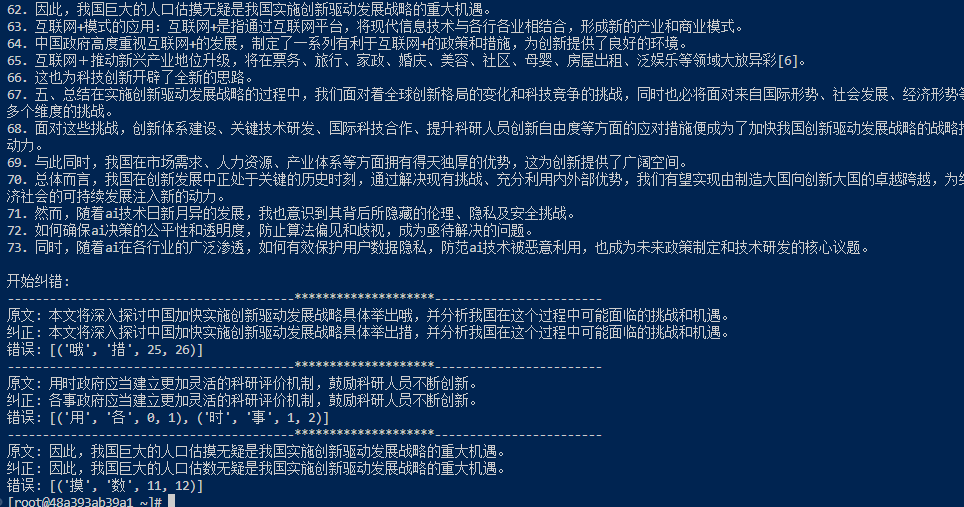 62. 因此，我国巨大的人口估摸无疑是我国实施创新驱动发展战略的重大机遇。
63. 互联网+模式的应用：互联网+是指通过互联网平台，将现代信息技术与各行各业相结合，形成新的产业和商业模式。
64. 中国政府高度重视互联网+的发展，制定了一系列有利于互联网+的政策和措施，为创新提供了良好的环境。
65. 互联网＋推动新兴产业地位升级，将在票务、旅行、家政、婚庆、美容、社区、母婴、房屋出租、泛娱乐等领域大放异彩[6]。
66. 这也为科技创新开辟了全新的思路。
67. 五、总结在实施创新驱动发展战略的过程中，我们面对着全球创新格局的变化和科技竞争的挑战，同时也必将面对来自国际形势、社会发展、经济形势等
多个维度的挑战。
68. 面对这些挑战，创新体系建设、关键技术研发、国际科技合作、提升科研人员创新自由度等方面的应对措施便成为了加快我国创新驱动发展战略的战略
动力。
69. 与此同时，我国在市场需求、人力资源、产业体系等方面拥有得天独厚的优势，这为创新提供了广阔空间。
70. 总体而言，我国在创新发展中正处于关键的历史时刻，通过解决现有挑战、充分利用内外部优势，我们有望实现由制造大国向创新大国的卓越跨越，为
济社会的可持续发展注入新的动力。
71. 然而，随着ai技术日新月异的发展，我也意识到其背后所隐藏的伦理、隐私及安全挑战。
72. 如何确保ai决策的公平性和透明度，防止算法偏见和歧视，成为亟待解决的问题。
73. 同时，随着ai在各行业的广泛渗透，如何有效保护用户数据隐私，防范ai技术被恶意利用，也成为未来政策制定和技术研发的核心议题。
开始纠错：
-----------------------------------------********************------------------------
原文: 本文将深入探讨中国加快实施创新驱动发展战略具体举出哦，并分析我国在这个过程中可能面临的挑战和机遇。
纠正: 本文将深入探讨中国加快实施创新驱动发展战略具体举出措，并分析我国在这个过程中可能面临的挑战和机遇。
错误: [('哦', '措', 25, 26)]
-----------------------------------------********************------------------------
原文: 用时政府应当建立更加灵活的科研评价机制，鼓励科研人员不断创新。
纠正: 各事政府应当建立更加灵活的科研评价机制，鼓励科研人员不断创新。
错误: [('用', '各', 0, 1), ('时', '事', 1, 2)]
-----------------------------------------********************------------------------
原文: 因此，我国巨大的人口估摸无疑是我国实施创新驱动发展战略的重大机遇。
纠正: 因此，我国巨大的人口估数无疑是我国实施创新驱动发展战略的重大机遇。
错误: [('摸', '数', 11, 12)]
[root@48a393ab39a1 ~]#